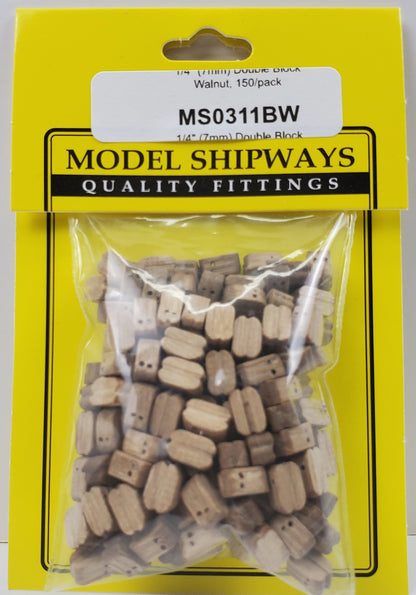 1/4" (7mm) Double Block
Walnut, 150/pack
MS0311BW
1/4" (7mm) Double Block
MODEL SHIPWAYS
QUALITY FITTINGS